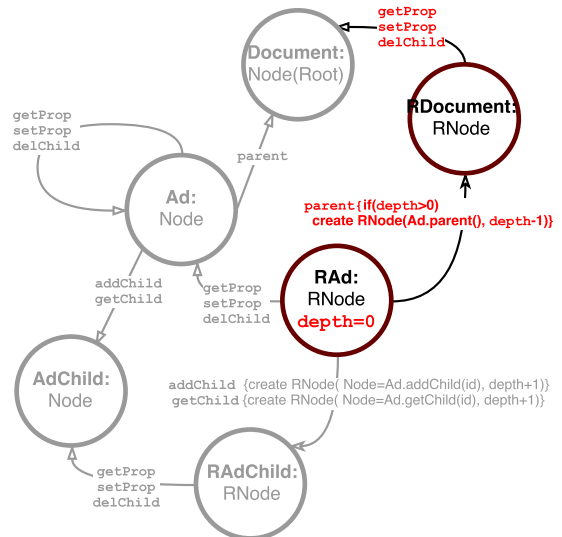 getProp
setProp
delChild
Document:
Node(Root)
RDocument:
RNode
getProp
setProp
delChild
parent
Ad:
Node
parent{if(depth>0)
create RNode(Ad.parent(), depth-1)}
addChild
getChild
getProp
setProp
delChild
RAd:
RNode
depth=0
AdChild:
Node
addChild {create RNode( Node=Ad.addChild(id), depth+1)}
getChild{create RNode( Node=Ad.getChild(id), depth+1)}
getProp
setProp
delChild
RAdChild:
RNode